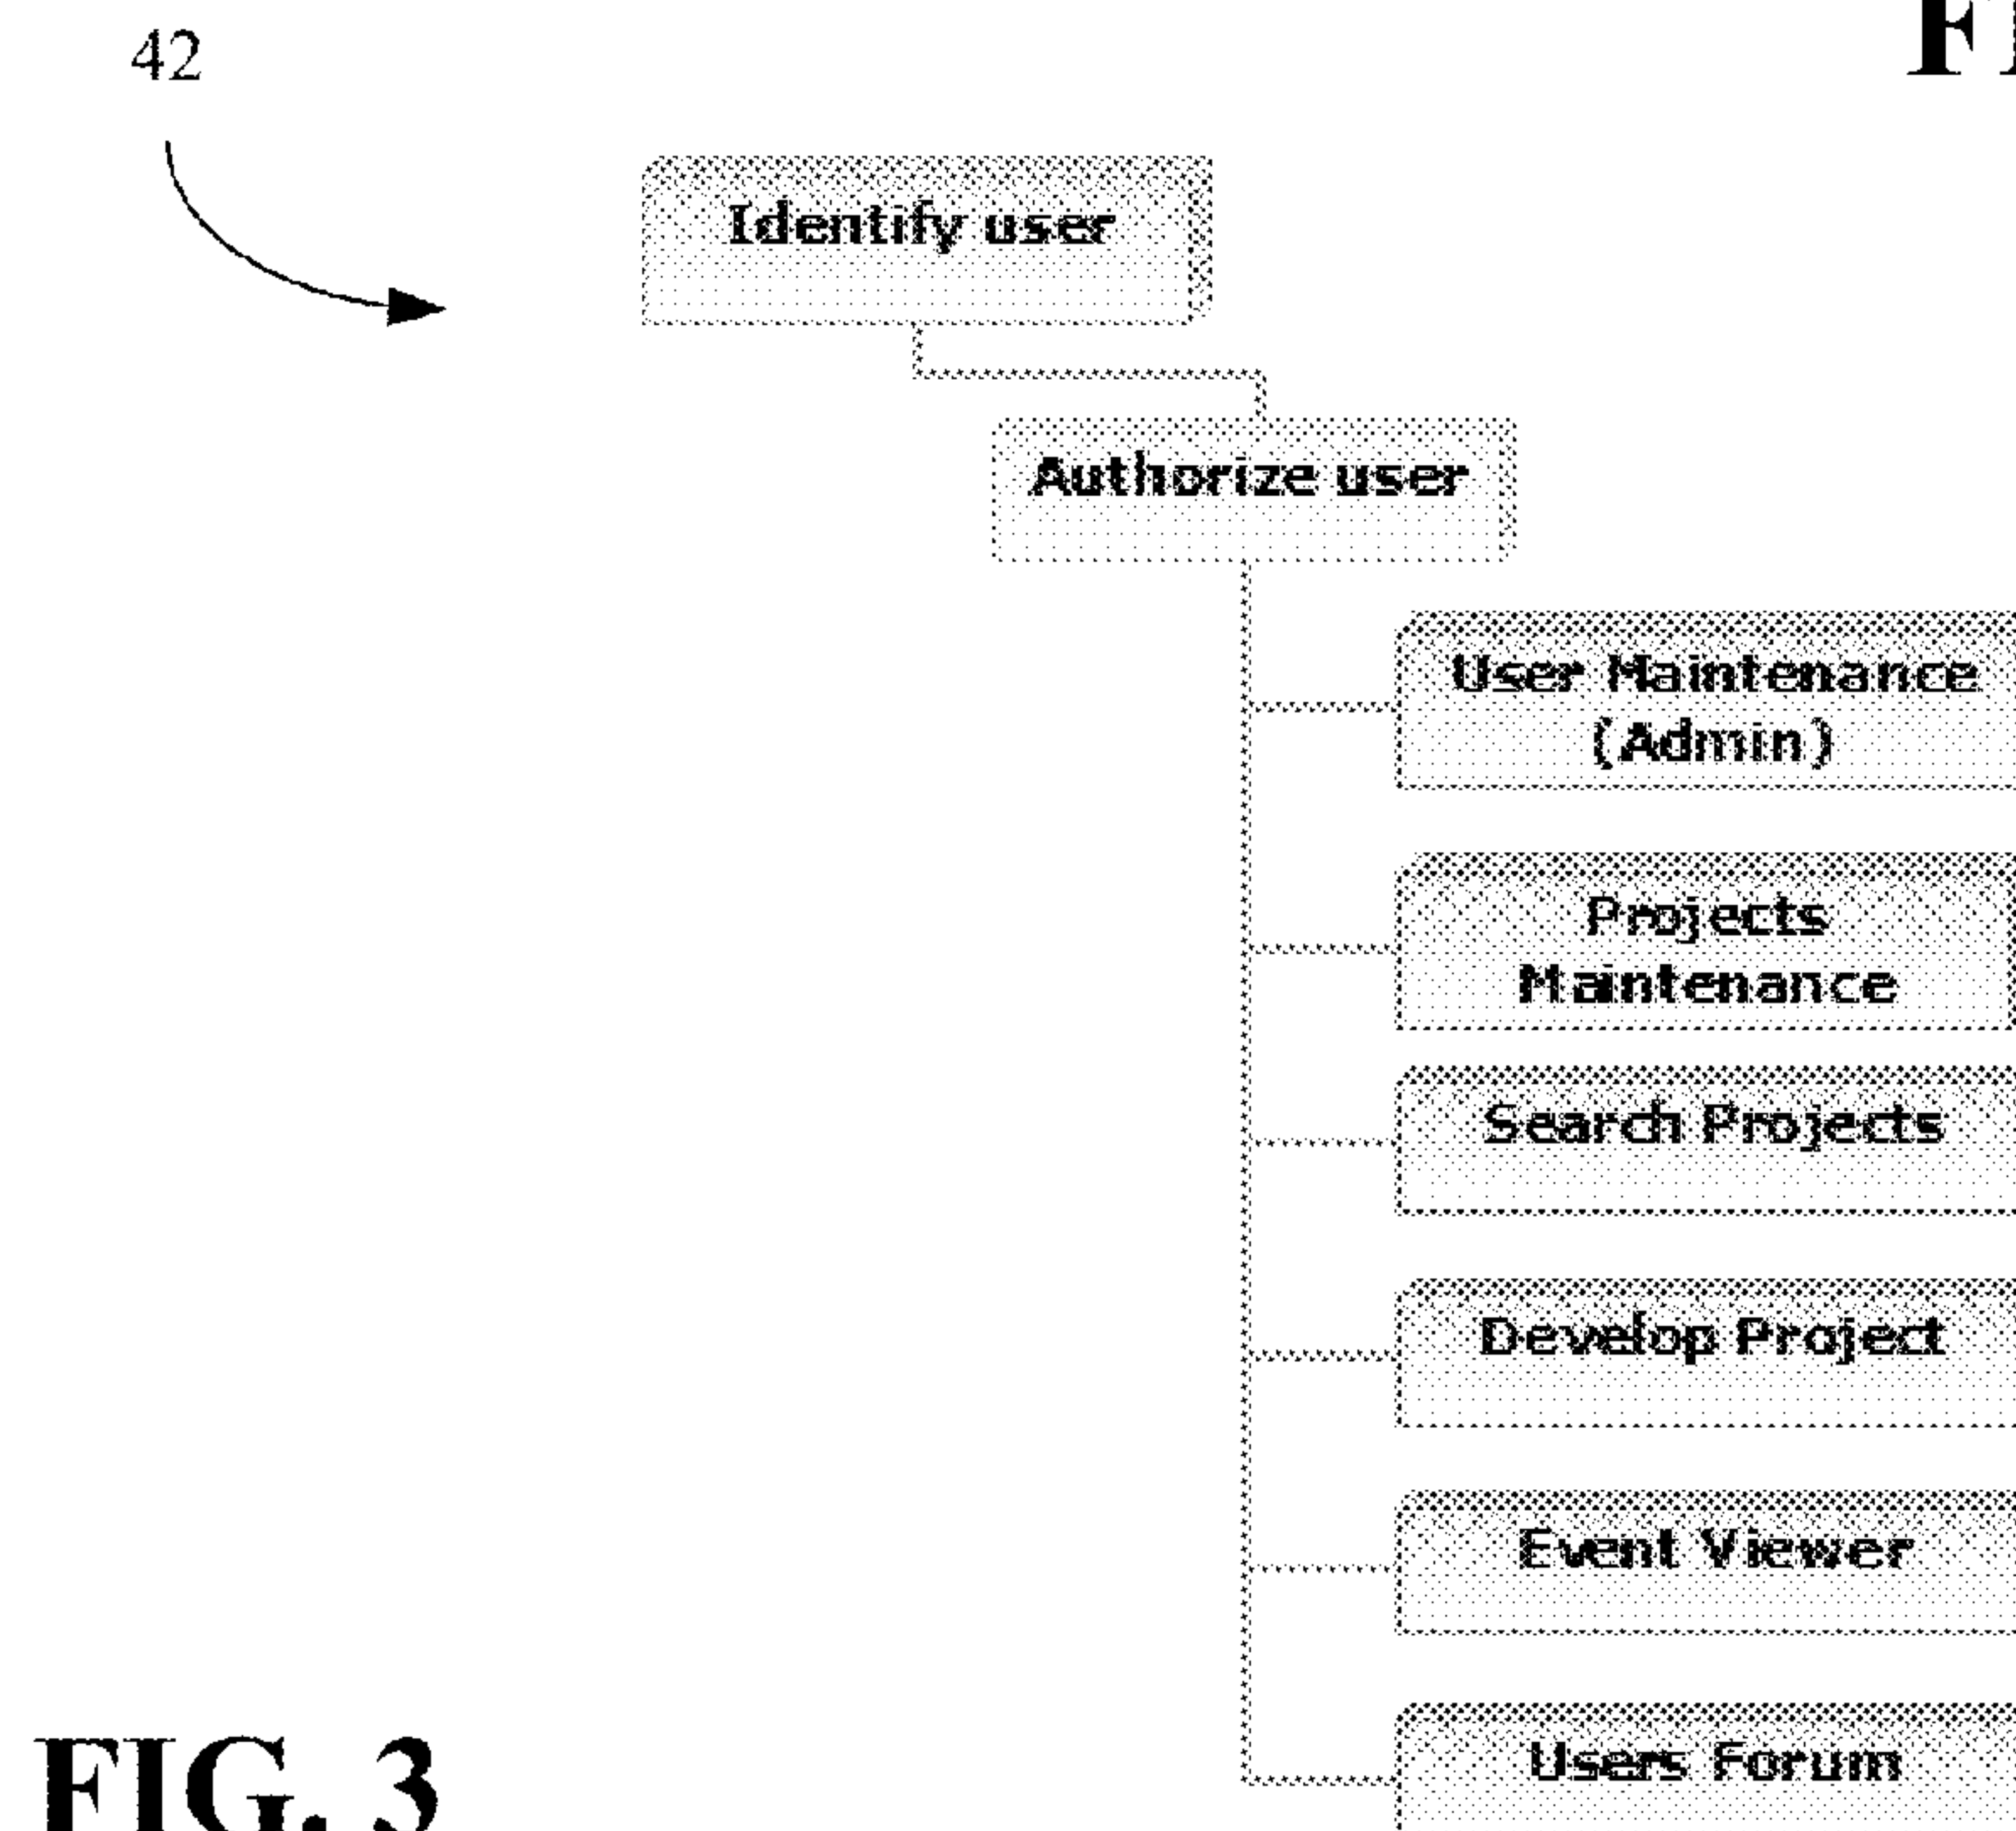 42
Identify user
Authorize user
User Maintenance
(Admin)
Projects
Maintenance
Search Projects
Develop Project
Event Viewer
Users Forum
FIG. 3